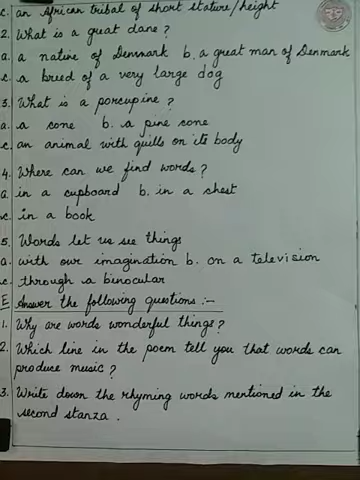 c. an African tribal of short stature/height
2. What is a great dane?
a. a native of Denmark b. a great man of Denmark
c. a breed of a very large dog
3. What is a porcupine?
a. a cone b. a pine cone
c. an animal with quills on its body
4. Where can we find words?
a. in a cupboard b. in a chest
c. in a book
5. Words let us see things
a. with our imagination b. on a television
c. through a binocular
E Answer the following questions:-
1. Why are words wonderful things?
2. Which line in the poem tell you that words can
produce music?
3. Write down the rhyming words mentioned in the
second stanza.